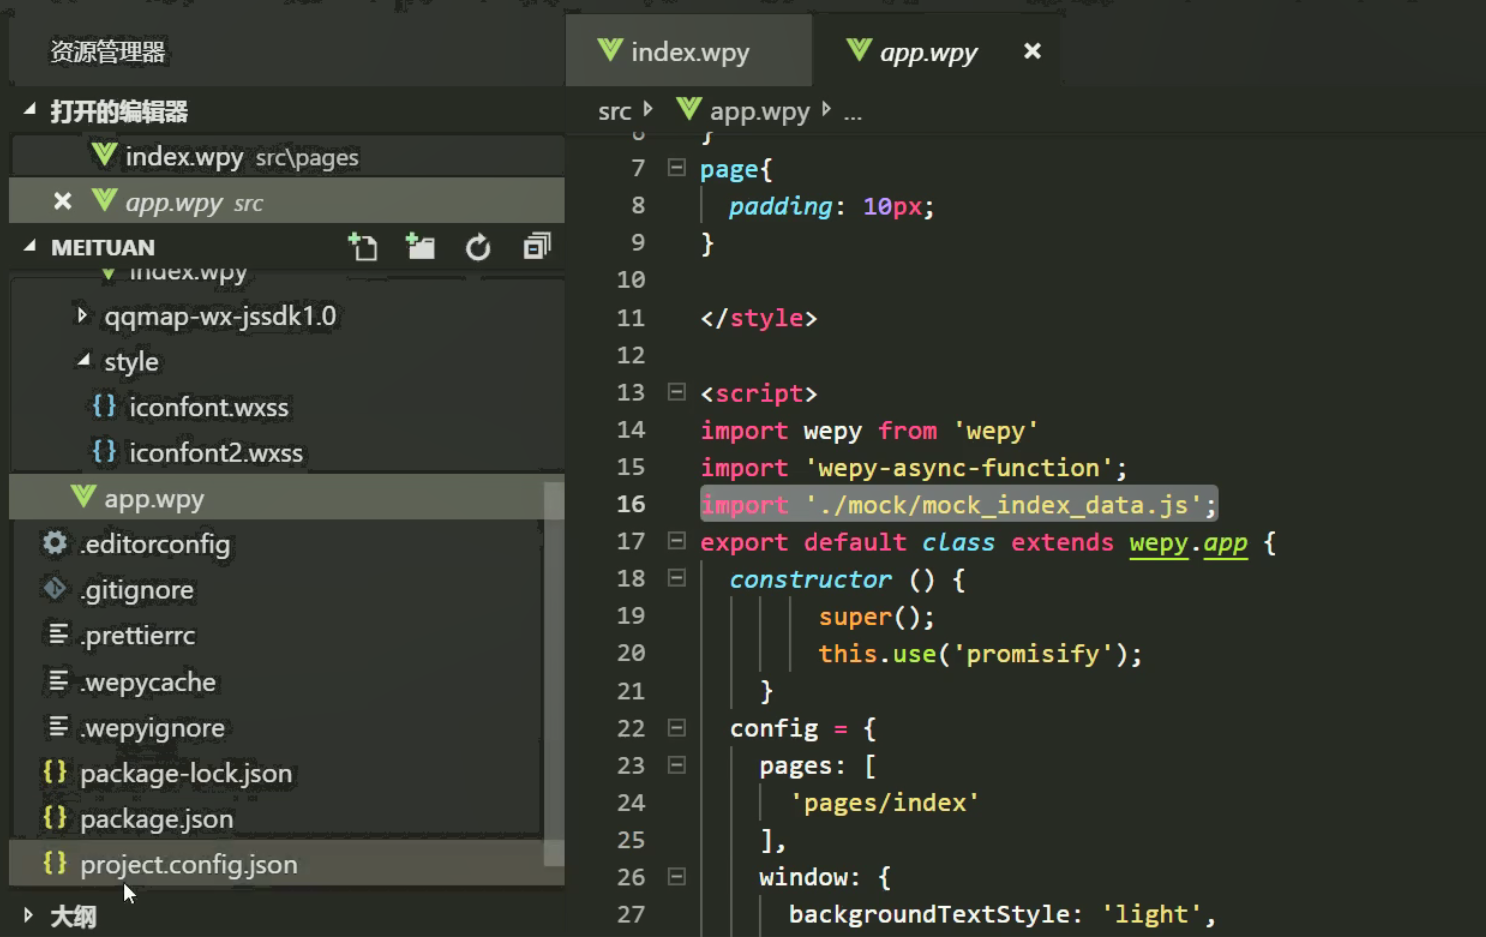 资源管理器
打开的编辑器
index.wpy src\pages
app.wpy src
MEITUAN
index.wpy
qqmap-wx-jssdk1.0
style
iconfont.wxss
iconfont2.wxss
app.wpy
.editorconfig
.gitignore
.prettierrc
.wepycache
.wepyignore
package-lock.json
package.json
project.config.json
大纲
index.wpy app.wpy
src app.wpy ...
6 }
7 page{
8 padding: 10px;
9 }
10
11 </style>
12
13 <script>
14 import wepy from 'wepy'
15 import 'wepy-async-function';
16 import './mock/mock_index_data.js';
17 export default class extends wepy.app {
18 constructor () {
19 super();
20 this.use('promisify');
21 }
22 config = {
23 pages: [
24 'pages/index'
25 ],
26 window: {
27 backgroundTextStyle: 'light',